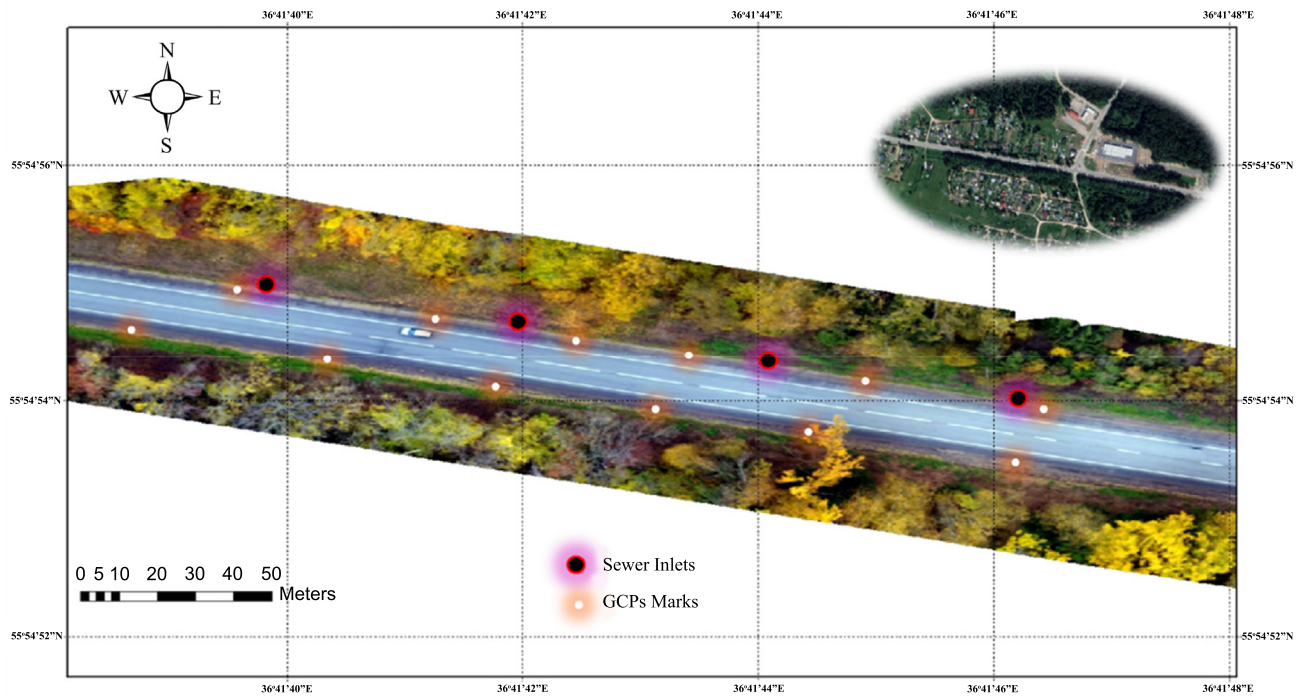 36°41'40"E 36°41'42"E 36°41'44"E 36°41'46"E 36°41'48"E
N
W E
S
55°54'56"N 55°54'56"N
55°54'54"N 55°54'54"N
Sewer Inlets
0 5 10 20 30 40 50
Meters
GCPs Marks
55°54'52"N 55°54'52"N
36°41'40"E 36°41'42"E 36°41'44"E 36°41'46"E 36°41'48"E